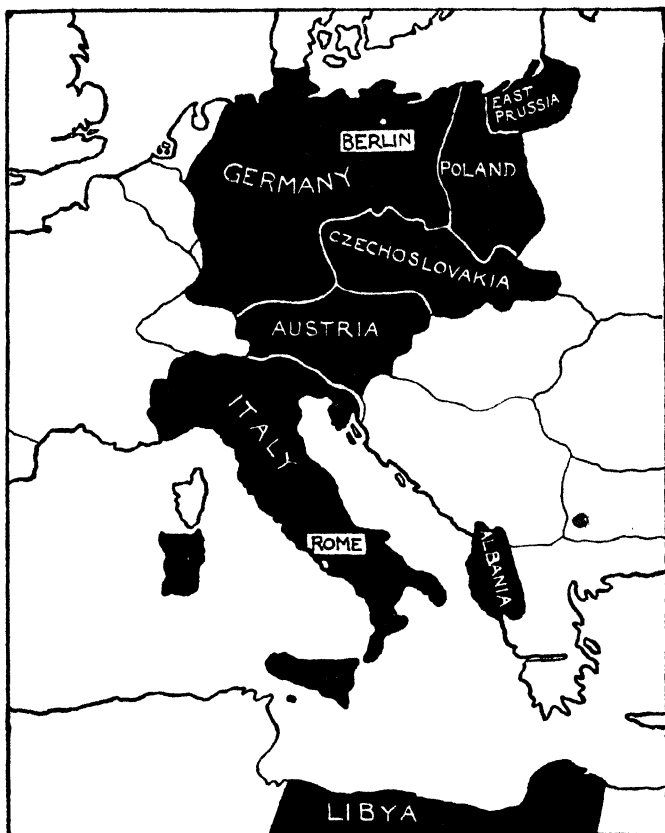 EAST
PRUSSIA
BERLIN
GERMANY
POLAND
CZECHOSLOVAKIA
AUSTRIA
ITALY
ROME
ALBANIA
LIBYA